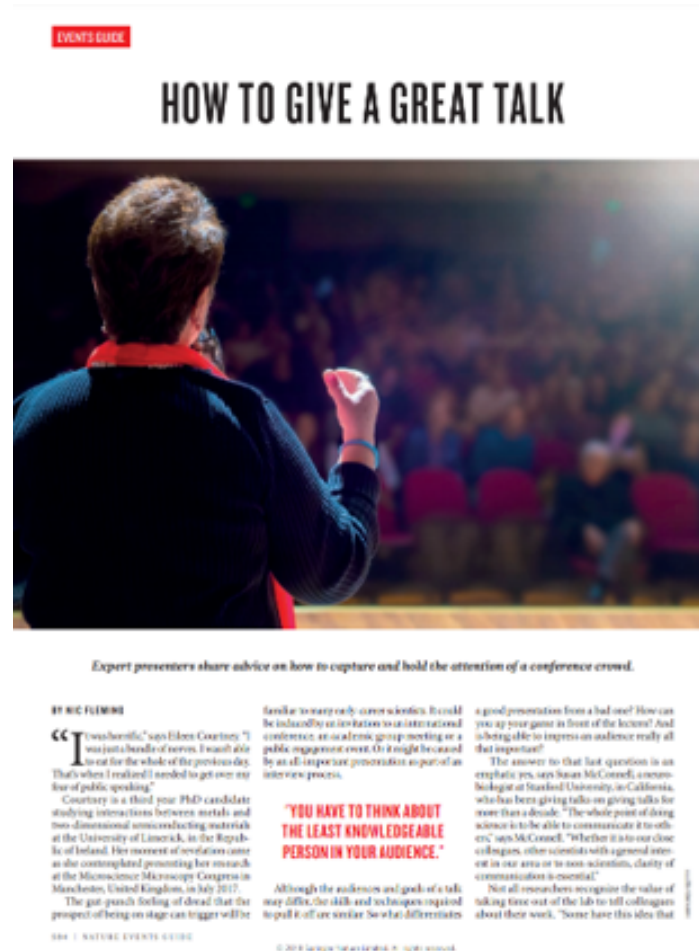 EVENTS GUIDE
HOW TO GIVE A GREAT TALK
Expert presenters share advice on how to capture and hold the attention of a conference crowd.
BY NIC FLEMING
“It was horrific,” says Eileen Courtney. “I
was just a bundle of nerves. I wasn’t able
to eat for the whole of the previous day.
That’s when I realized I needed to get over my
fear of public speaking.”
Courtney is a third year PhD candidate
studying interactions between metals and
two-dimensional semiconducting materials
at the University of Limerick, in the Repub-
lic of Ireland. Her moment of revelation came
as she contemplated presenting her research
at the Microscience Microscopy Congress in
Manchester, United Kingdom, in July 2017.
The gut-punch feeling of dread that the
prospect of being on stage can trigger will be
familiar to many early-career scientists. It could
be induced by an invitation to an international
conference, an academic group meeting or a
public engagement event. Or it might be caused
by an all-important presentation as part of an
interview process.
“YOU HAVE TO THINK ABOUT
THE LEAST KNOWLEDGEABLE
PERSON IN YOUR AUDIENCE.”
Although the audiences and goals of a talk
may differ, the skills and techniques required
to pull it off are similar. So what differentiates
a good presentation from a bad one? How can
you up your game in front of the lectern? And
is being able to impress an audience really all
that important?
The answer to that last question is an
emphatic yes, says Susan McConnell, a neuro-
biologist at Stanford University, in California,
who has been giving talks on giving talks for
more than a decade. “The whole point of doing
science is to be able to communicate it to oth-
ers,” says McConnell. “Whether it is to our close
colleagues, other scientists with a general inter-
est in our area or to non-scientists, clarity of
communication is essential.”
Not all researchers recognize the value of
taking time out of the lab to tell colleagues
about their work. “Some have this idea that
| NATURE EVENTS GUIDE